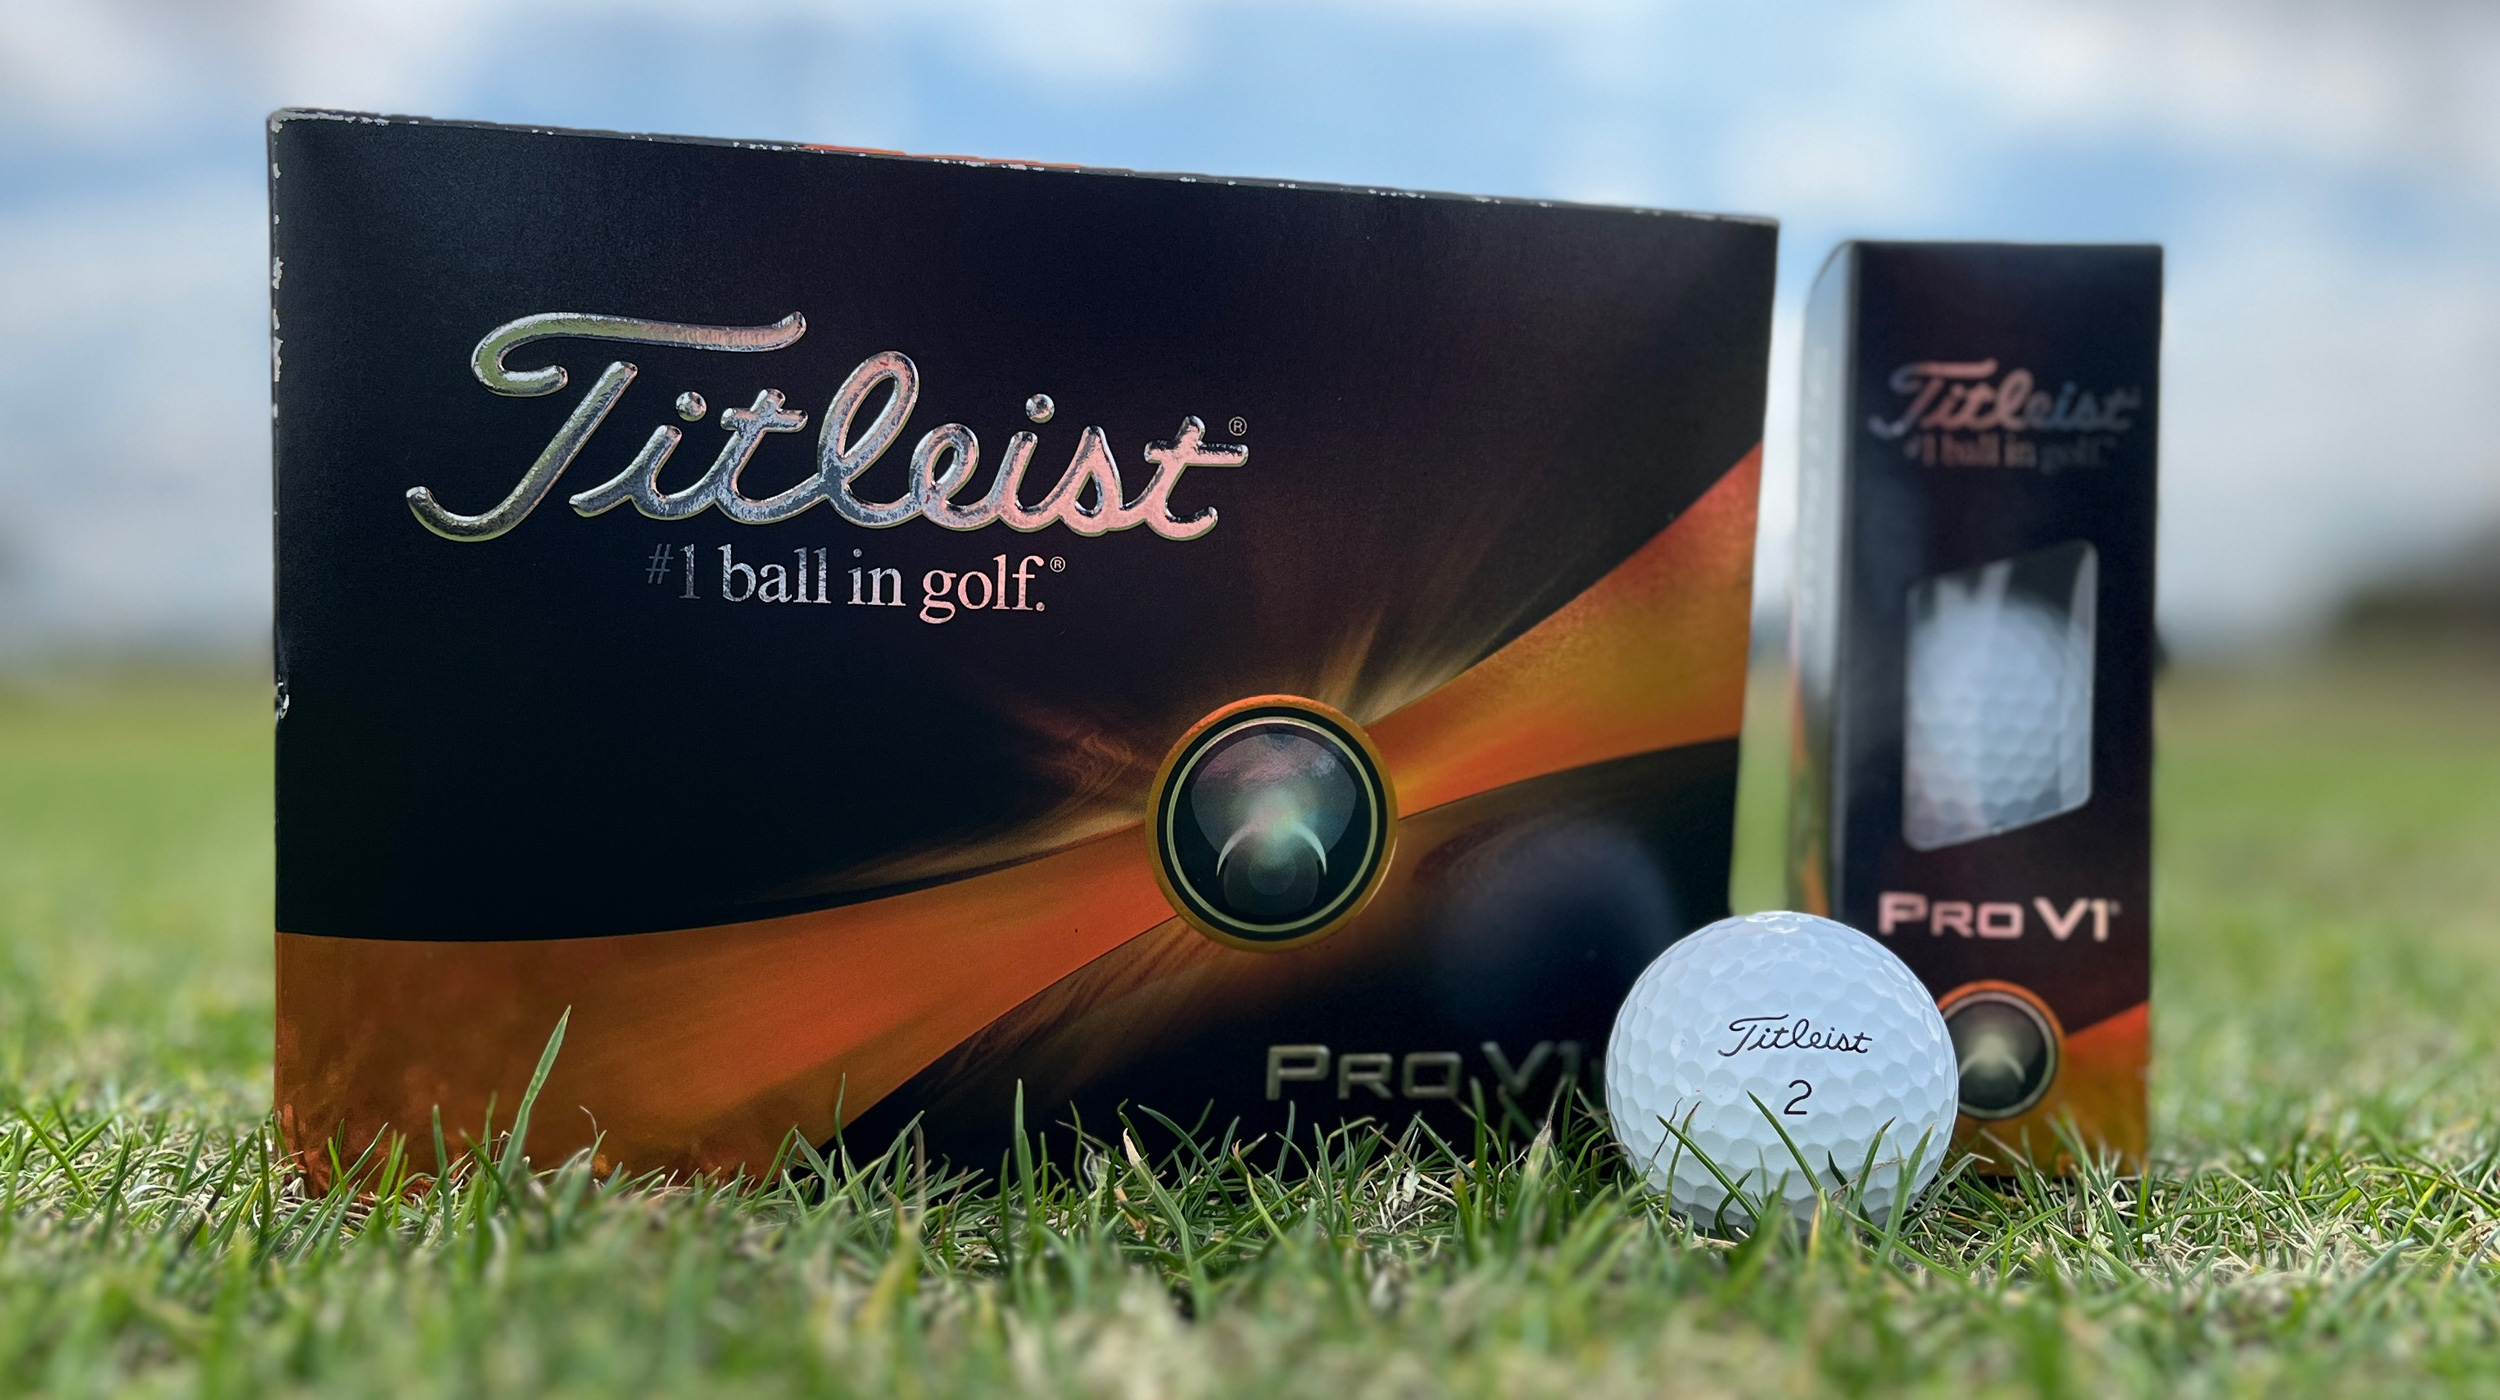 Titleist®
#1 ball in golf.®
PRO V1
Titleist
#1 ball in golf.
PRO V1
Titleist
2